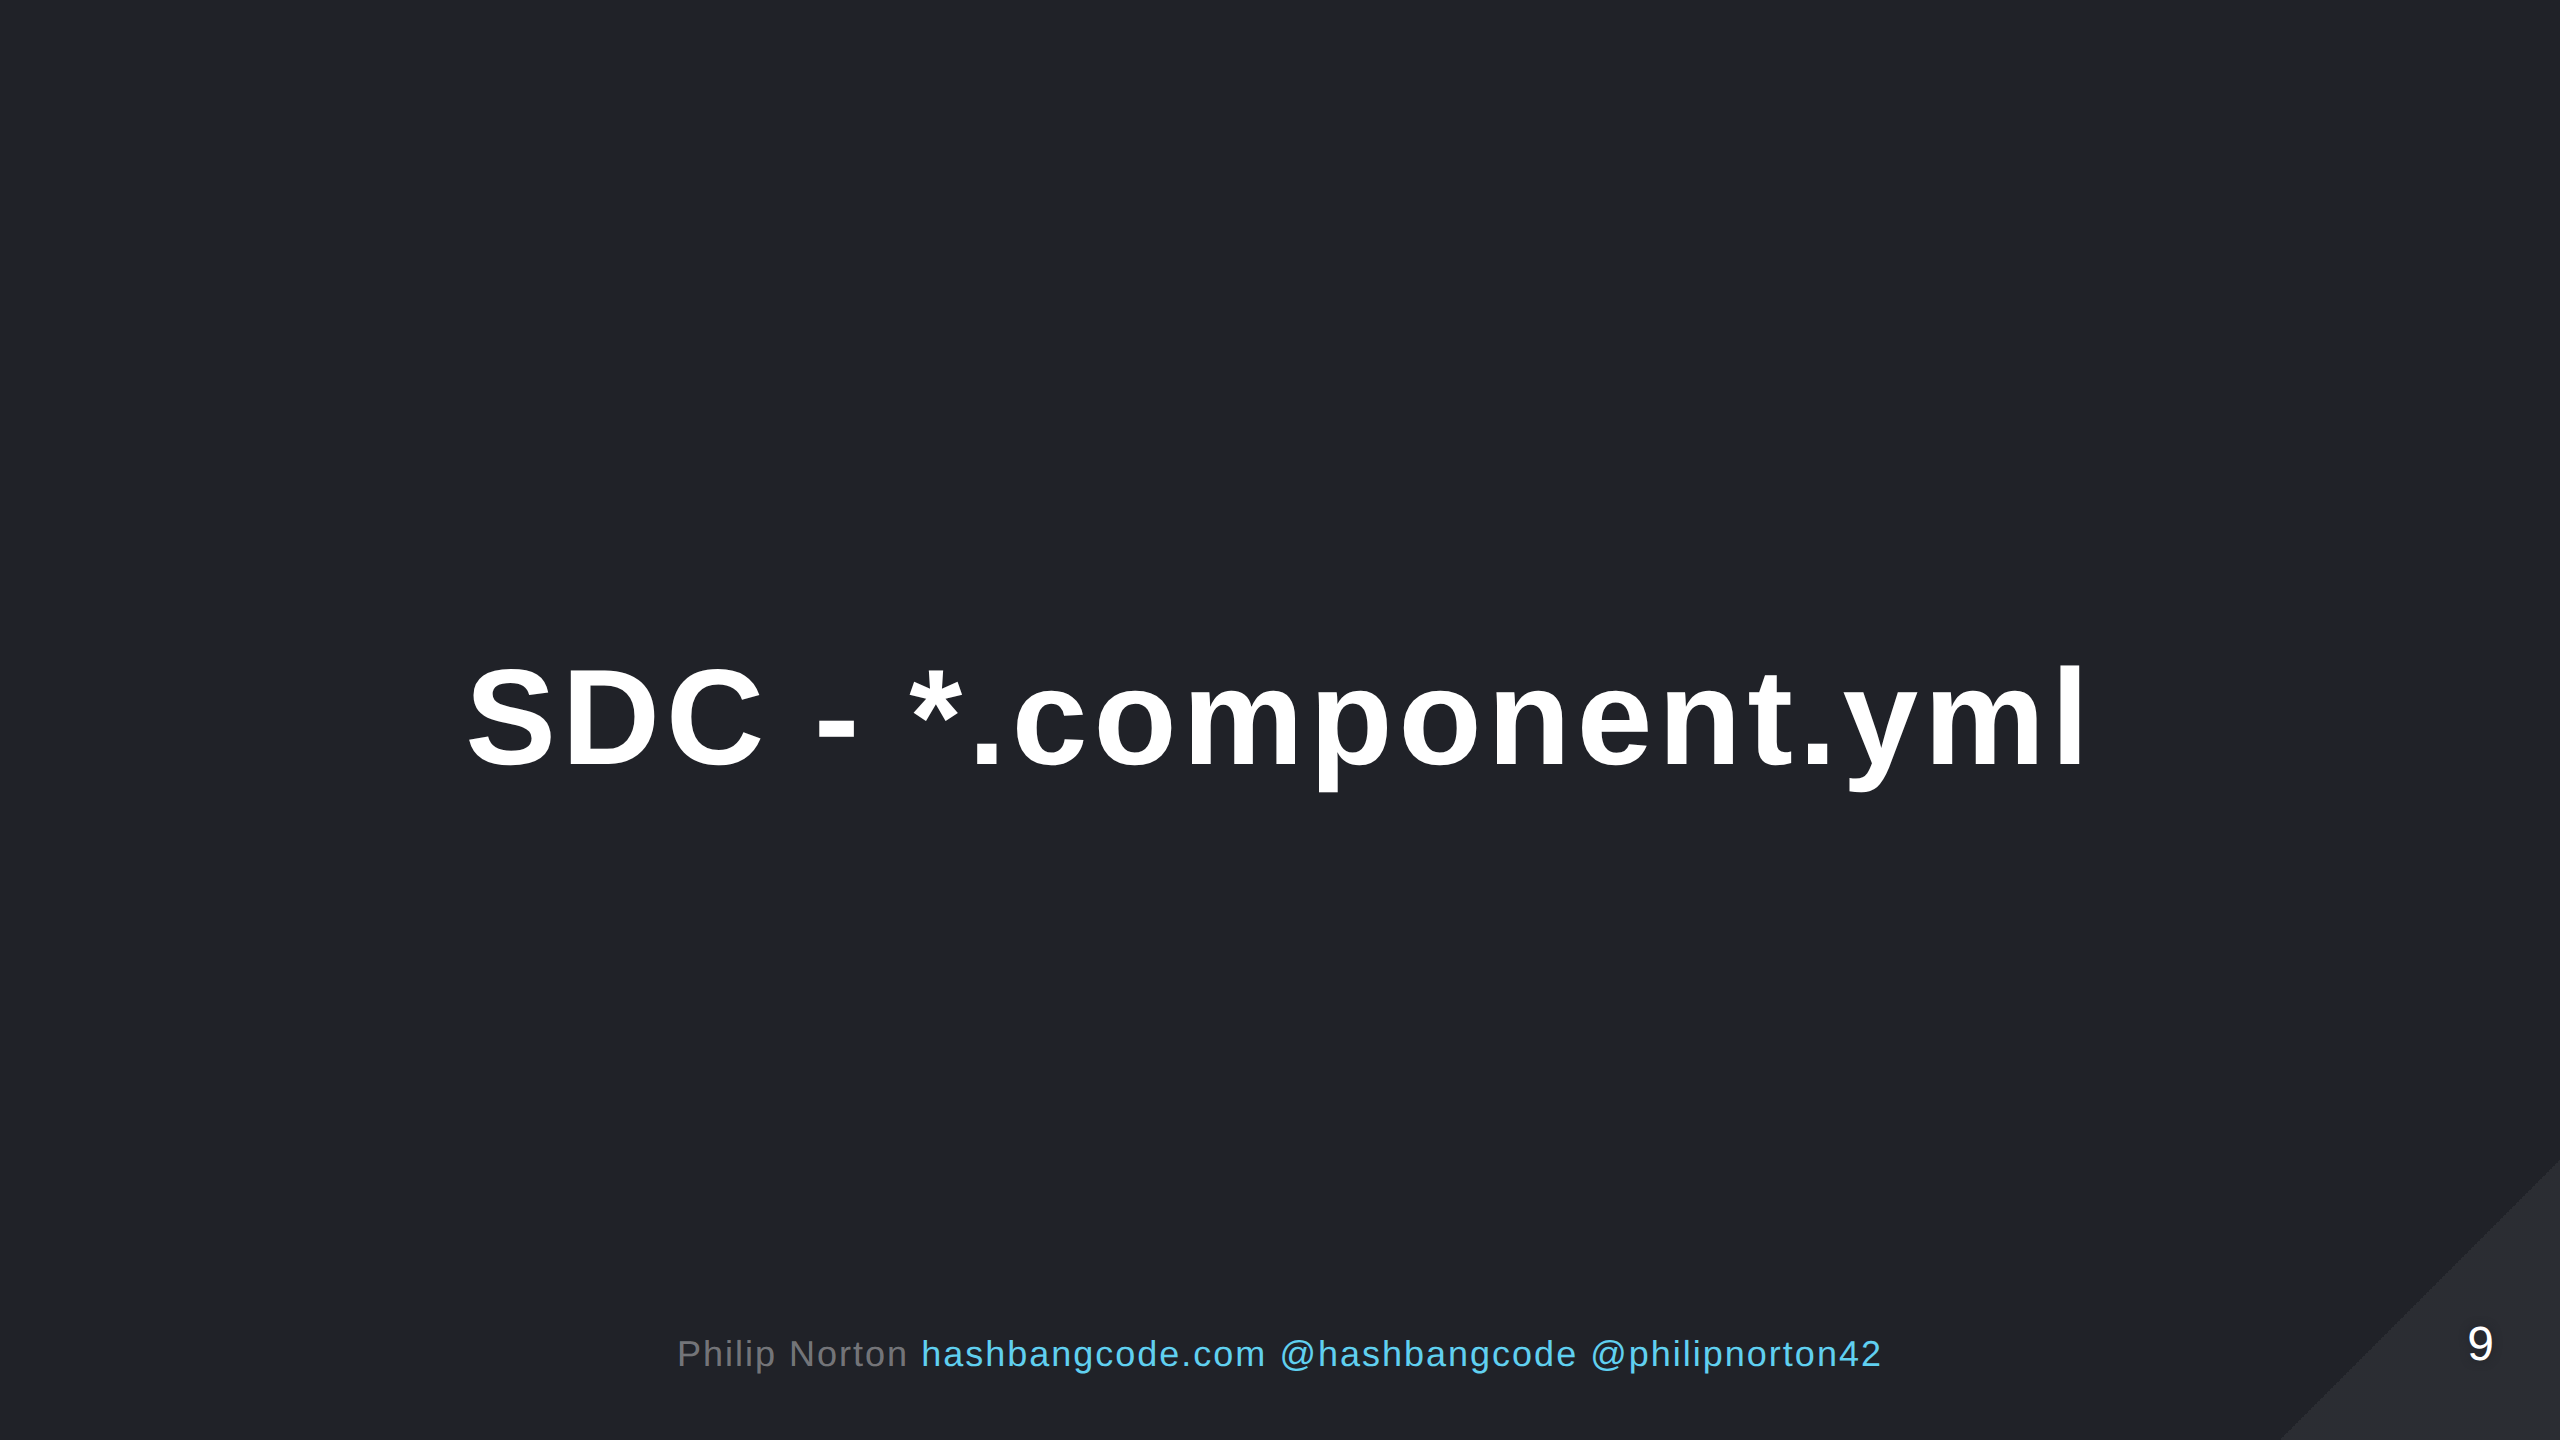 SDC - *.component.yml
Philip Norton hashbangcode.com @hashbangcode @philipnorton42
9